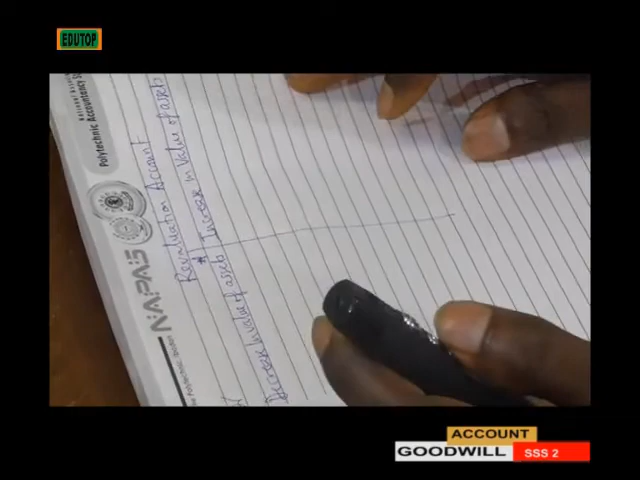 EDUTOP
Polytechnic Accountancy
NAPAS
Revaluation Account
# Increase in Value of assets
# Decrease in value of assets
ACCOUNT
GOODWILL SSS 2